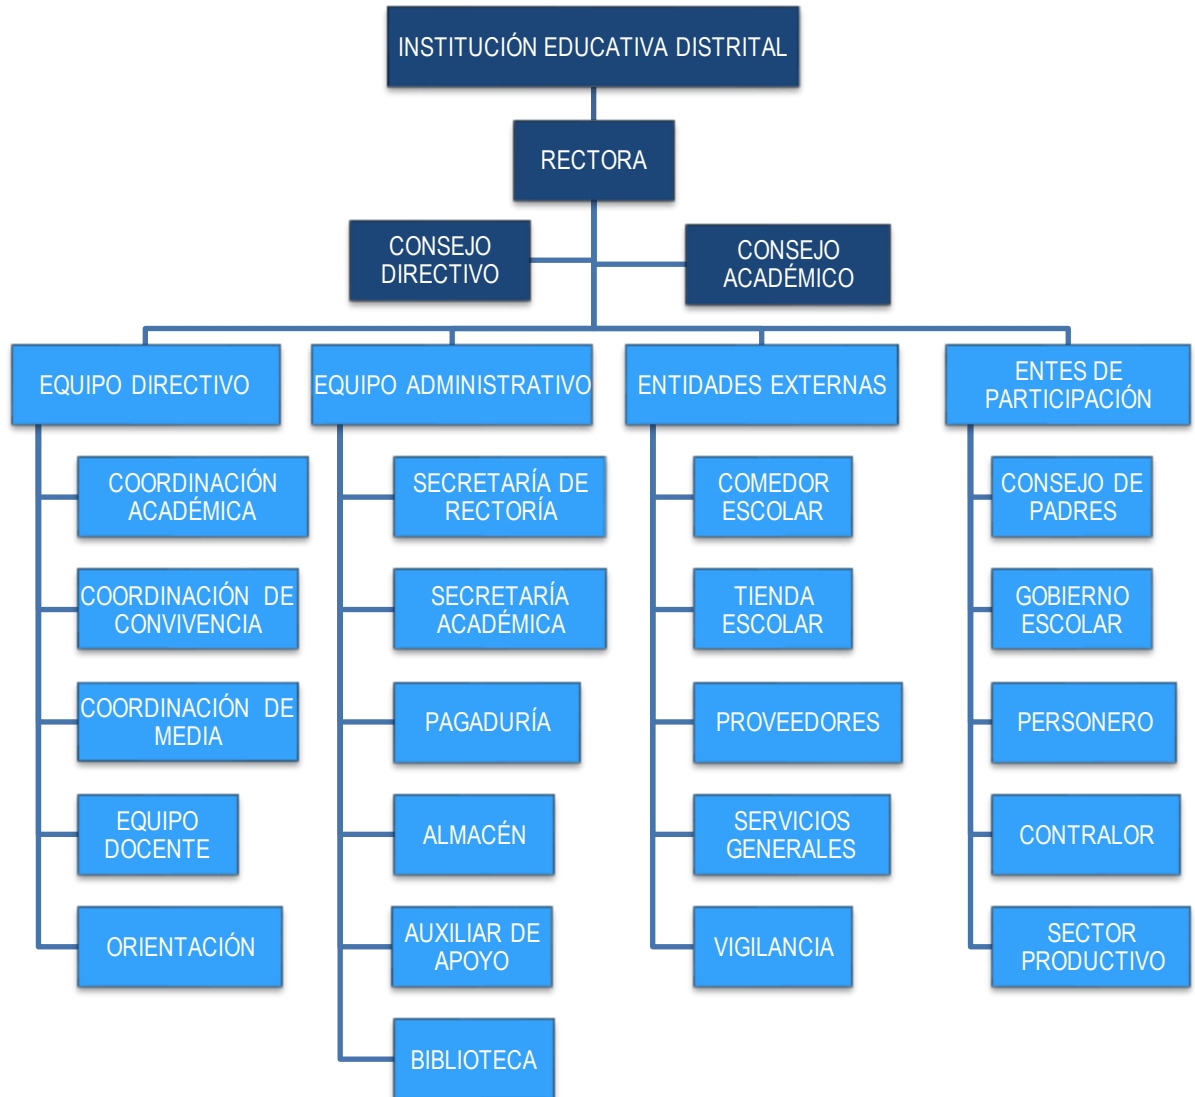 INSTITUCIÓN EDUCATIVA DISTRITAL
RECTORA
CONSEJO
DIRECTIVO
CONSEJO
ACADÉMICO
EQUIPO DIRECTIVO
COORDINACIÓN
ACADÉMICA
COORDINACIÓN DE
CONVIVENCIA
COORDINACIÓN DE
MEDIA
EQUIPO
DOCENTE
ORIENTACIÓN
EQUIPO ADMINISTRATIVO
SECRETARÍA DE
RECTORÍA
SECRETARÍA
ACADÉMICA
PAGADURÍA
ALMACÉN
AUXILIAR DE
APOYO
BIBLIOTECA
ENTIDADES EXTERNAS
COMEDOR
ESCOLAR
TIENDA
ESCOLAR
PROVEEDORES
SERVICIOS
GENERALES
VIGILANCIA
ENTES DE
PARTICIPACIÓN
CONSEJO DE
PADRES
GOBIERNO
ESCOLAR
PERSONERO
CONTRALOR
SECTOR
PRODUCTIVO